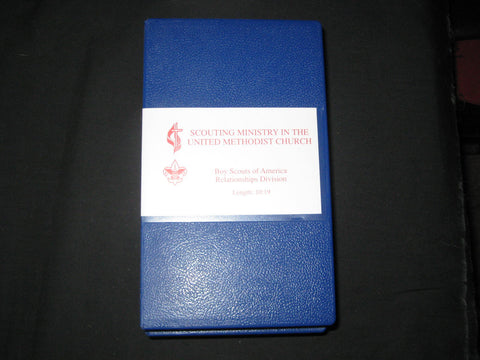 SCOUTING MINISTRY IN THE
UNITED METHODIST CHURCH
Boy Scouts of America
Relationships Division
Length: 10:19